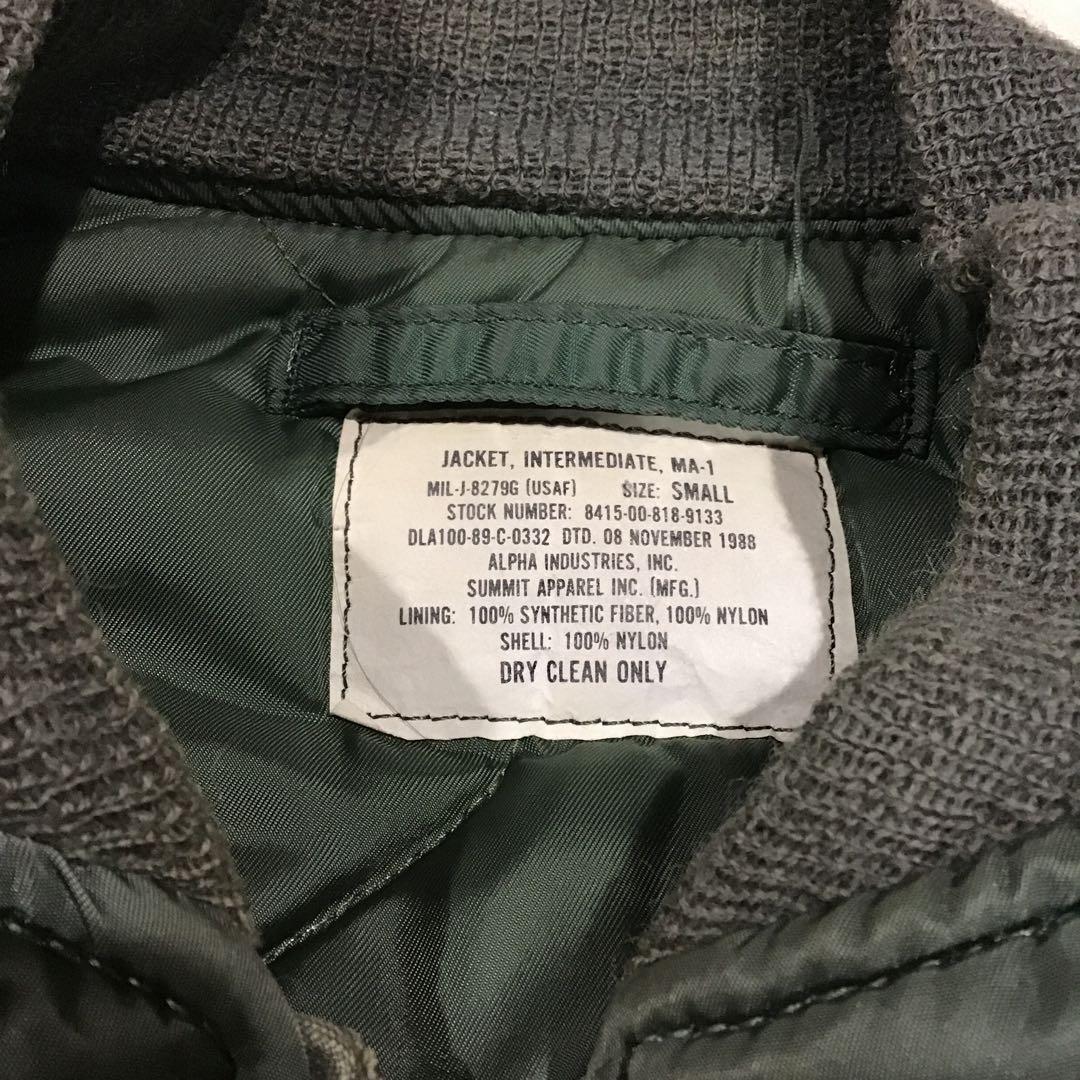 JACKET, INTERMEDIATE, MA-1
MIL-J-8279G (USAF) SIZE: SMALL
STOCK NUMBER: 8415-00-818-9133
DLA100-89-C-0332 DTD. 08 NOVEMBER 1988
ALPHA INDUSTRIES, INC.
SUMMIT APPAREL INC. (MFG.)
LINING: 100% SYNTHETIC FIBER, 100% NYLON
SHELL: 100% NYLON
DRY CLEAN ONLY